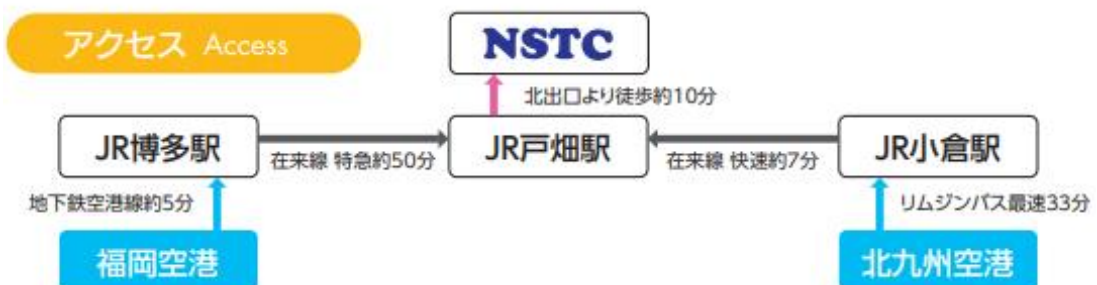 アクセス Access
NSTC
北出口より徒歩約10分
JR博多駅
在来線 特急約50分
JR戸畑駅
在来線 快速約7分
JR小倉駅
地下鉄空港線約5分
リムジンバス最速33分
福岡空港
北九州空港